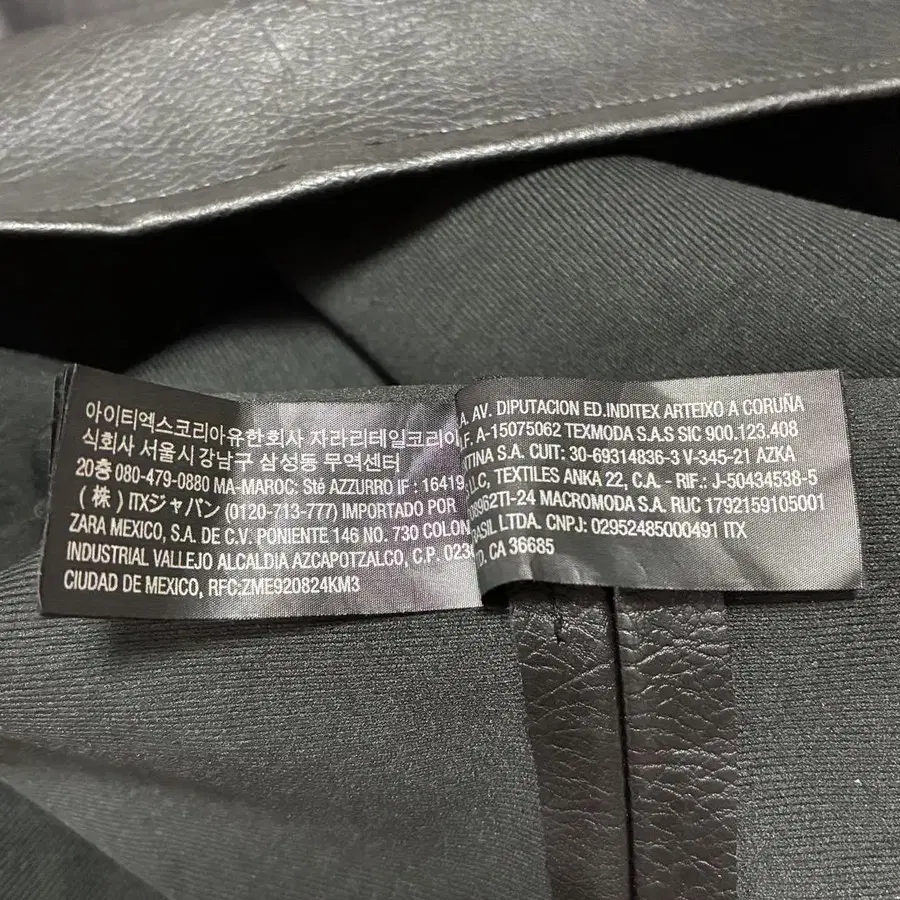 아이티엑스코리아유한회사 자라리테일코리아
식회사 서울시 강남구 삼성동 무역센터
20층 080-479-0880 MA-MAROC: Sté AZZURRO IF : 16419
(株) ITXジャパン (0120-713-777) IMPORTADO POR
ZARA MEXICO, S.A. DE C.V. PONIENTE 146 NO. 730 COLON
INDUSTRIAL VALLEJO ALCALDIA AZCAPOTZALCO, C.P. 023
CIUDAD DE MEXICO, RFC:ZME920824KM3
A. AV. DIPUTACION ED.INDITEX ARTEIXO A CORUÑA
.F. A-15075062 TEXMODA S.A.S SIC 900.123.408
NTINA S.A. CUIT: 30-69314836-3 V-345-21 AZKA
LLC, TEXTILES ANKA 22, C.A. - RIF.: J-50434538-5
896271-24 MACROMODA S.A. RUC 1792159105001
RASIL LTDA. CNPJ: 02952485000491 ITX
D. CA 36685